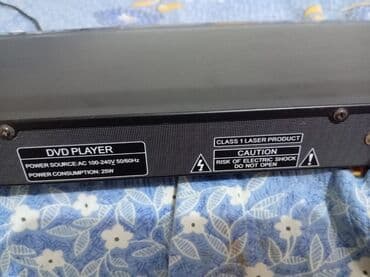 DVD PLAYER
POWER SOURCE:AC 100-240V 50/60Hz
POWER CONSUMPTION: 25W
CLASS 1 LASER PRODUCT
CAUTION
RISK OF ELECTRIC SHOCK
DO NOT OPEN